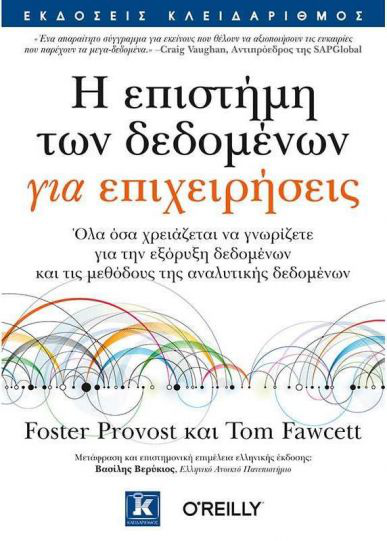 ΕΚΔΟΣΕΙΣ ΚΛΕΙΔΑΡΙΘΜΟΣ
«Ένα απαραίτητο σύγγραμμα για εκείνους που θέλουν να αξιοποιήσουν τις ευκαιρίες
που παρέχουν τα μεγα-δεδομένα.» –Craig Vaughan, Αντιπρόεδρος της SAPGlobal
Η επιστήμη
των δεδομένων
για επιχειρήσεις
Όλα όσα χρειάζεται να γνωρίζετε
για την εξόρυξη δεδομένων
και τις μεθόδους της αναλυτικής δεδομένων
Foster Provost και Tom Fawcett
Μετάφραση και επιστημονική επιμέλεια ελληνικής έκδοσης:
Βασίλης Βερύκιος, Ελληνικό Ανοικτό Πανεπιστήμιο
Κ
ΚΛΕΙΔΑΡΙΘΜΟΣ
O'REILLY®